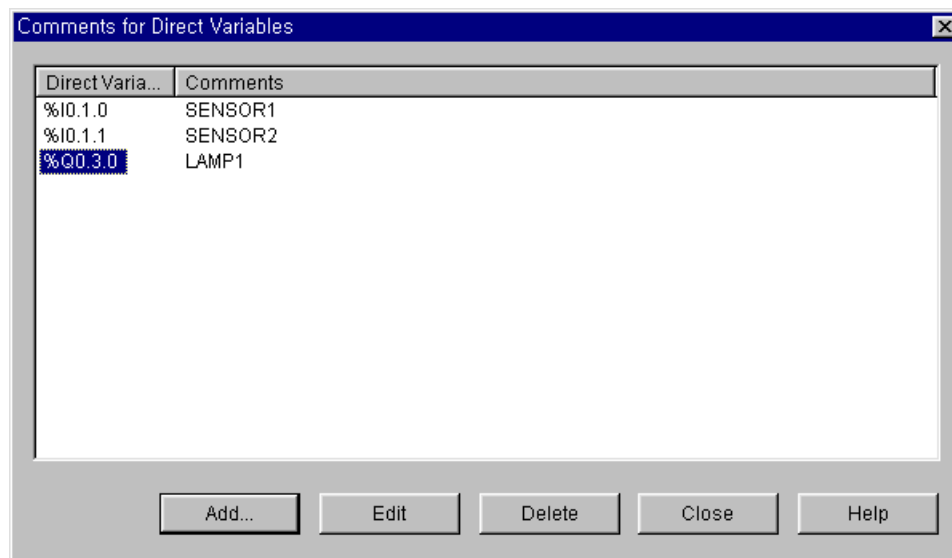 Comments for Direct Variables
Direct Varia... Comments
%I0.1.0 SENSOR1
%I0.1.1 SENSOR2
%Q0.3.0 LAMP1
Add... Edit Delete Close Help